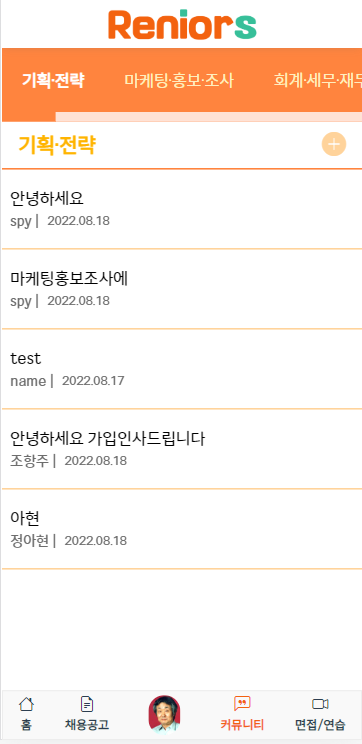 Reniors
기획·전략 마케팅·홍보·조사 회계·세무·재무
기획·전략
안녕하세요
spy | 2022.08.18
마케팅홍보조사에
spy | 2022.08.18
test
name | 2022.08.17
안녕하세요 가입인사드립니다
조항주 | 2022.08.18
아현
정아현 | 2022.08.18
홈 채용공고 커뮤니티 면접/연습